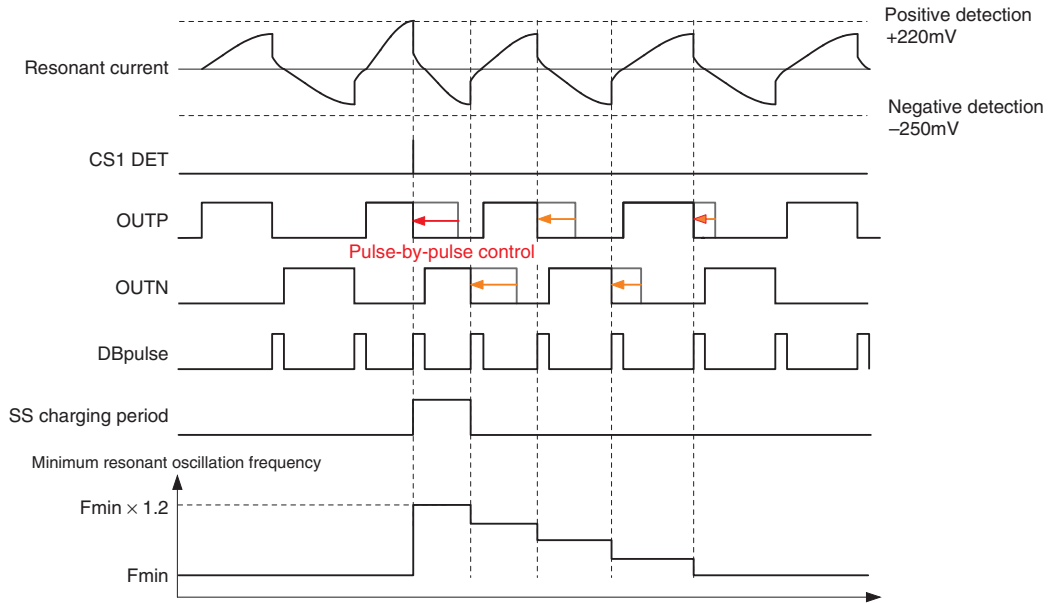 Positive detection
+220mV
Resonant current
Negative detection
−250mV
CS1 DET
OUTP
Pulse-by-pulse control
OUTN
DBpulse
SS charging period
Minimum resonant oscillation frequency
Fmin × 1.2
Fmin